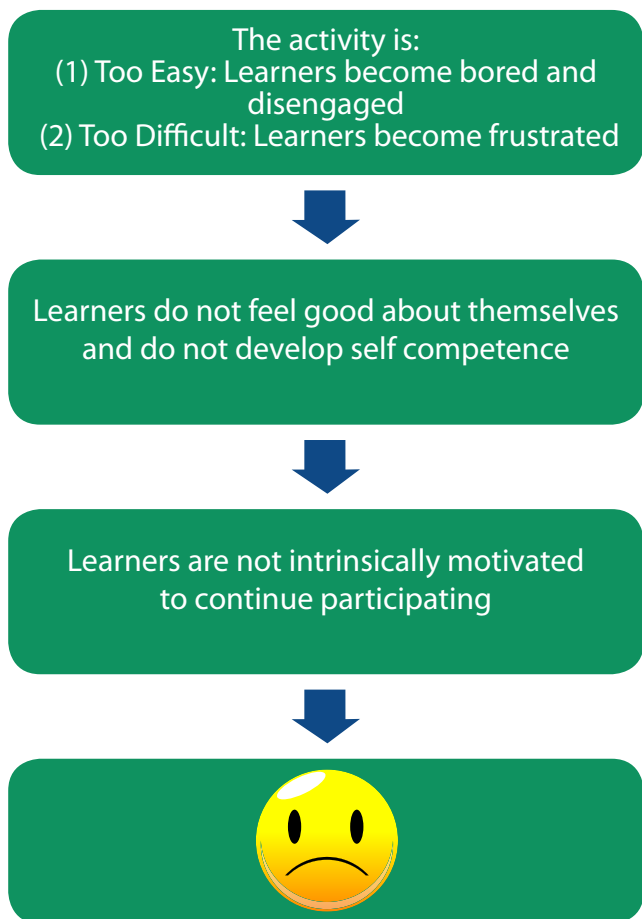 The activity is:
(1) Too Easy: Learners become bored and
disengaged
(2) Too Difficult: Learners become frustrated
Learners do not feel good about themselves
and do not develop self competence
Learners are not intrinsically motivated
to continue participating